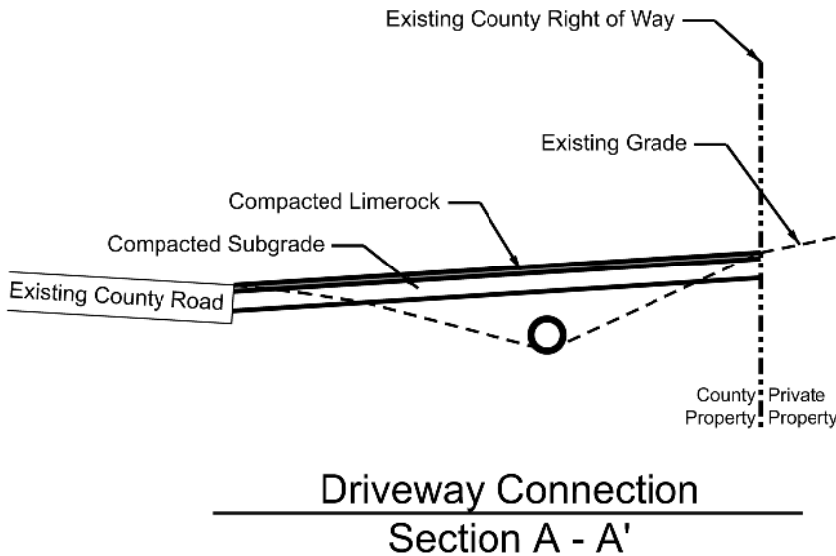 Existing County Right of Way
Existing Grade
Compacted Limerock
Compacted Subgrade
Existing County Road
County Private
Property Property
Driveway Connection
Section A - A'